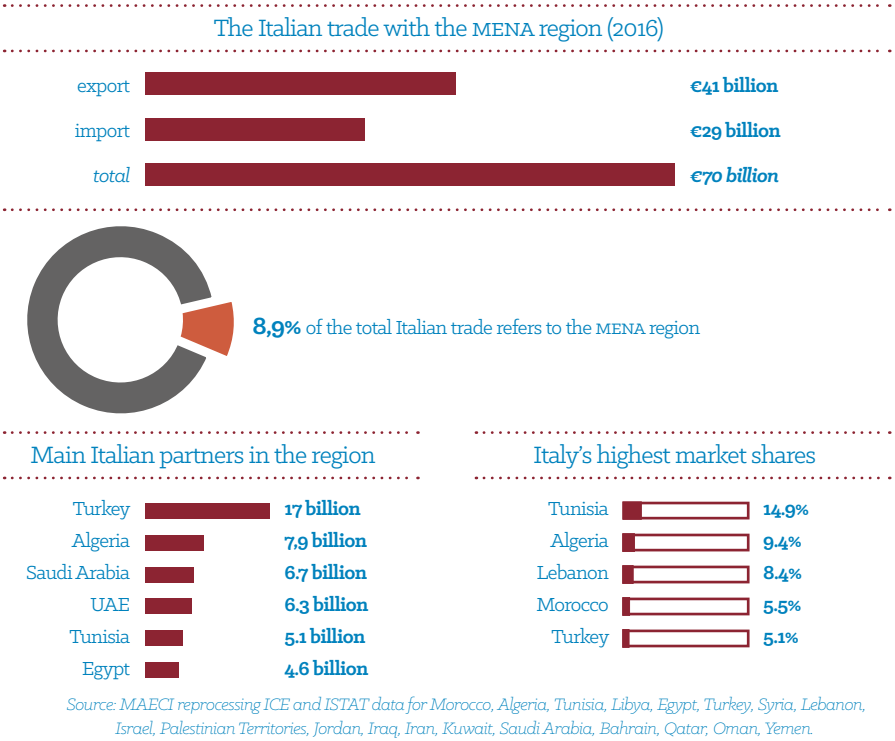 The Italian trade with the MENA region (2016)
export €41 billion
import €29 billion
total €70 billion
8,9% of the total Italian trade refers to the MENA region
Main Italian partners in the region
Turkey 17 billion
Algeria 7,9 billion
Saudi Arabia 6.7 billion
UAE 6.3 billion
Tunisia 5.1 billion
Egypt 4.6 billion
Italy's highest market shares
Tunisia 14.9%
Algeria 9.4%
Lebanon 8.4%
Morocco 5.5%
Turkey 5.1%
Source: MAECI reprocessing ICE and ISTAT data for Morocco, Algeria, Tunisia, Libya, Egypt, Turkey, Syria, Lebanon,
Israel, Palestinian Territories, Jordan, Iraq, Iran, Kuwait, Saudi Arabia, Bahrain, Qatar, Oman, Yemen.